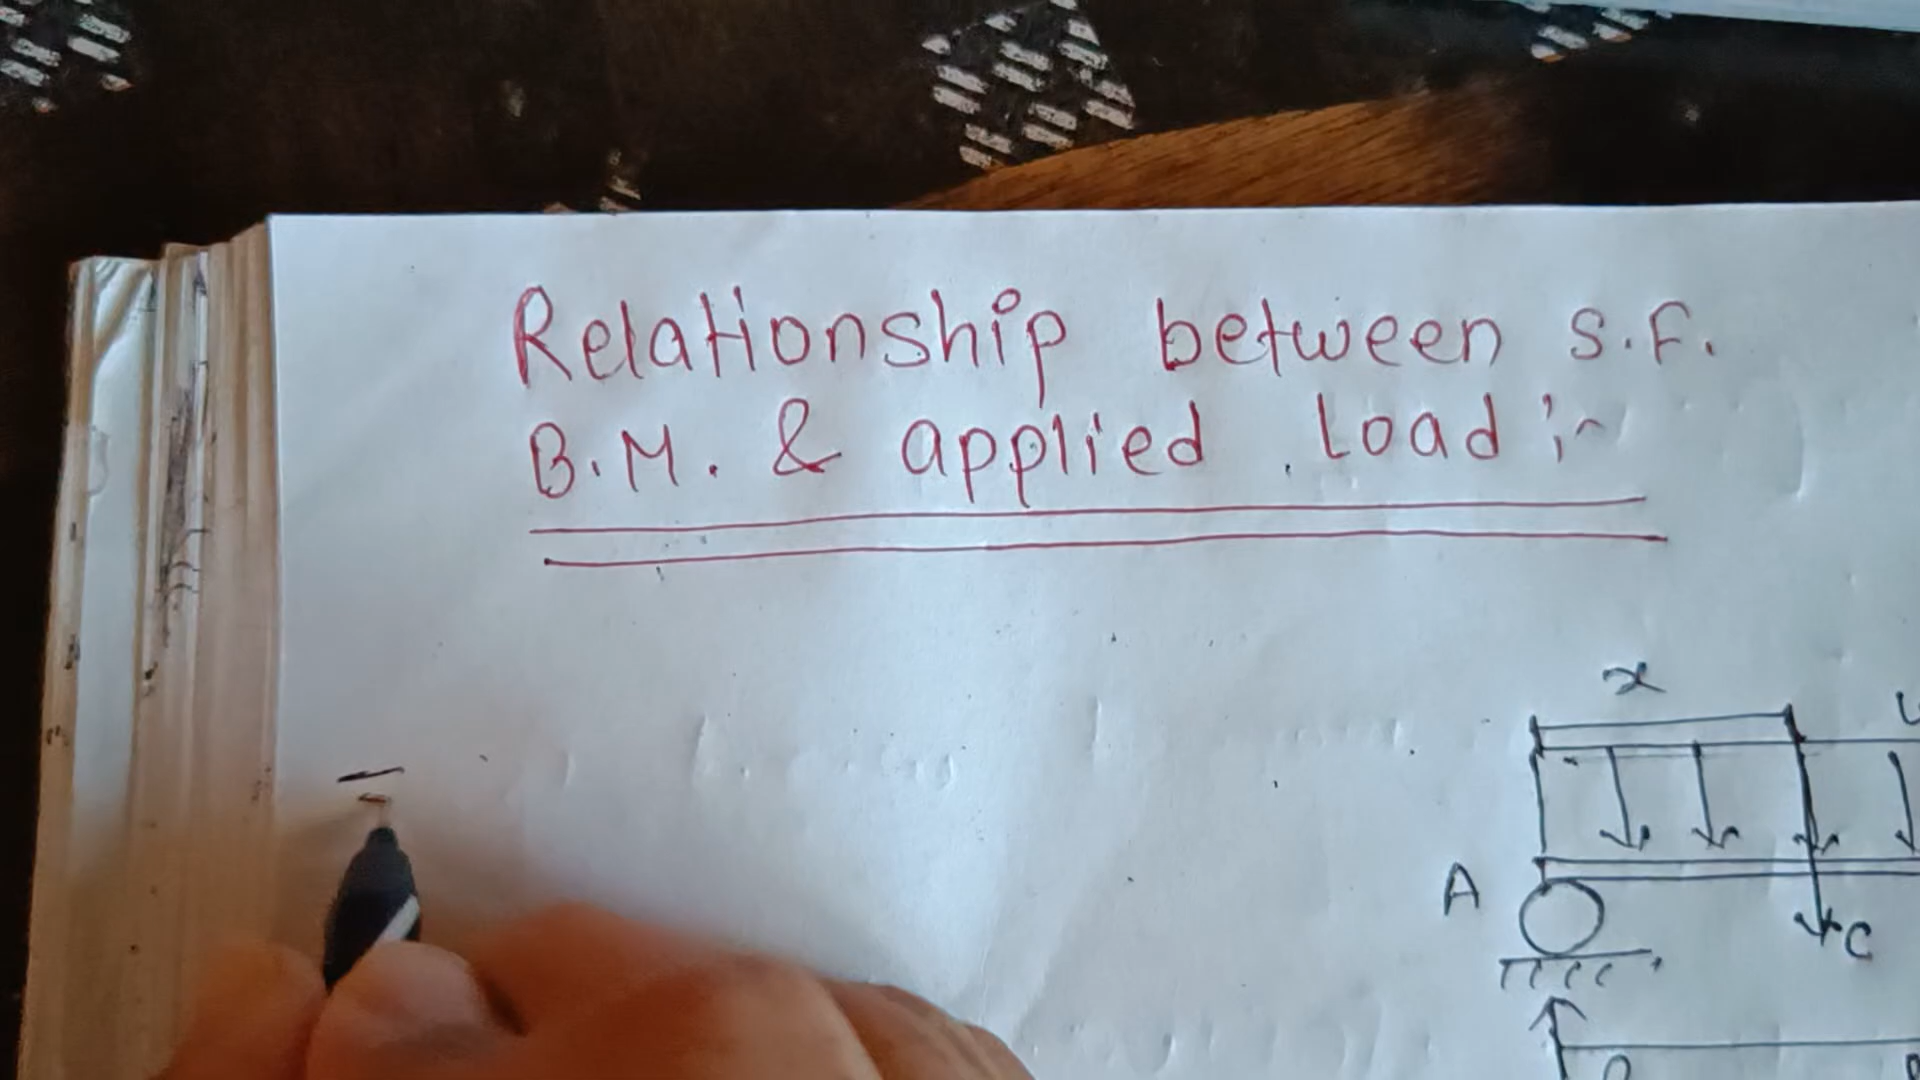 Relationship between S.F.
B.M. & applied load :-
x
A
C